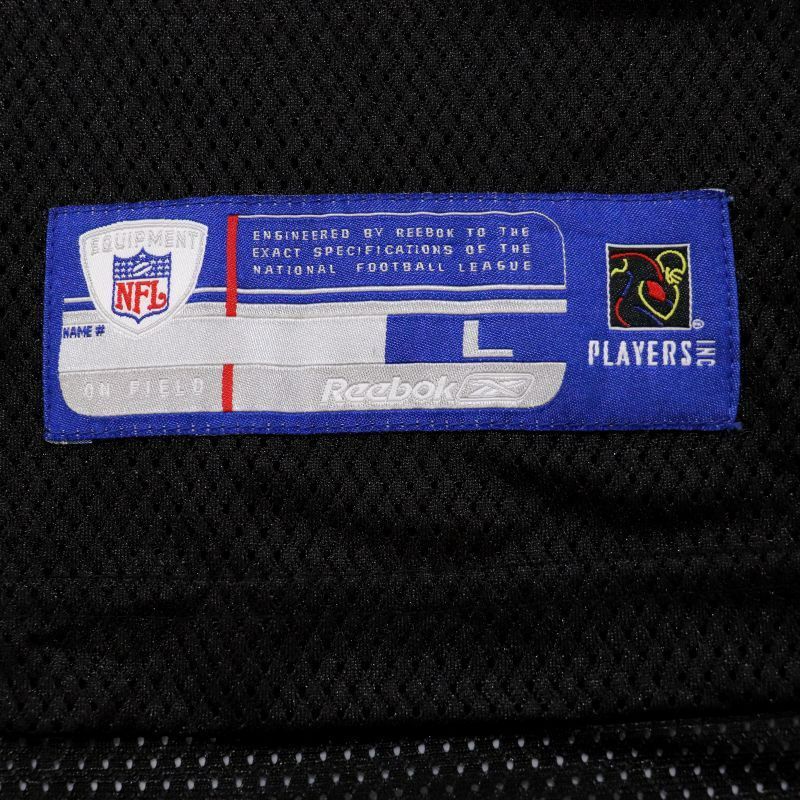 EQUIPMENT
NFL
ENGINEERED BY REEBOK TO THE
EXACT SPECIFICATIONS OF THE
NATIONAL FOOTBALL LEAGUE
NAME #
L
ON FIELD
Reebok
®
PLAYERS INC